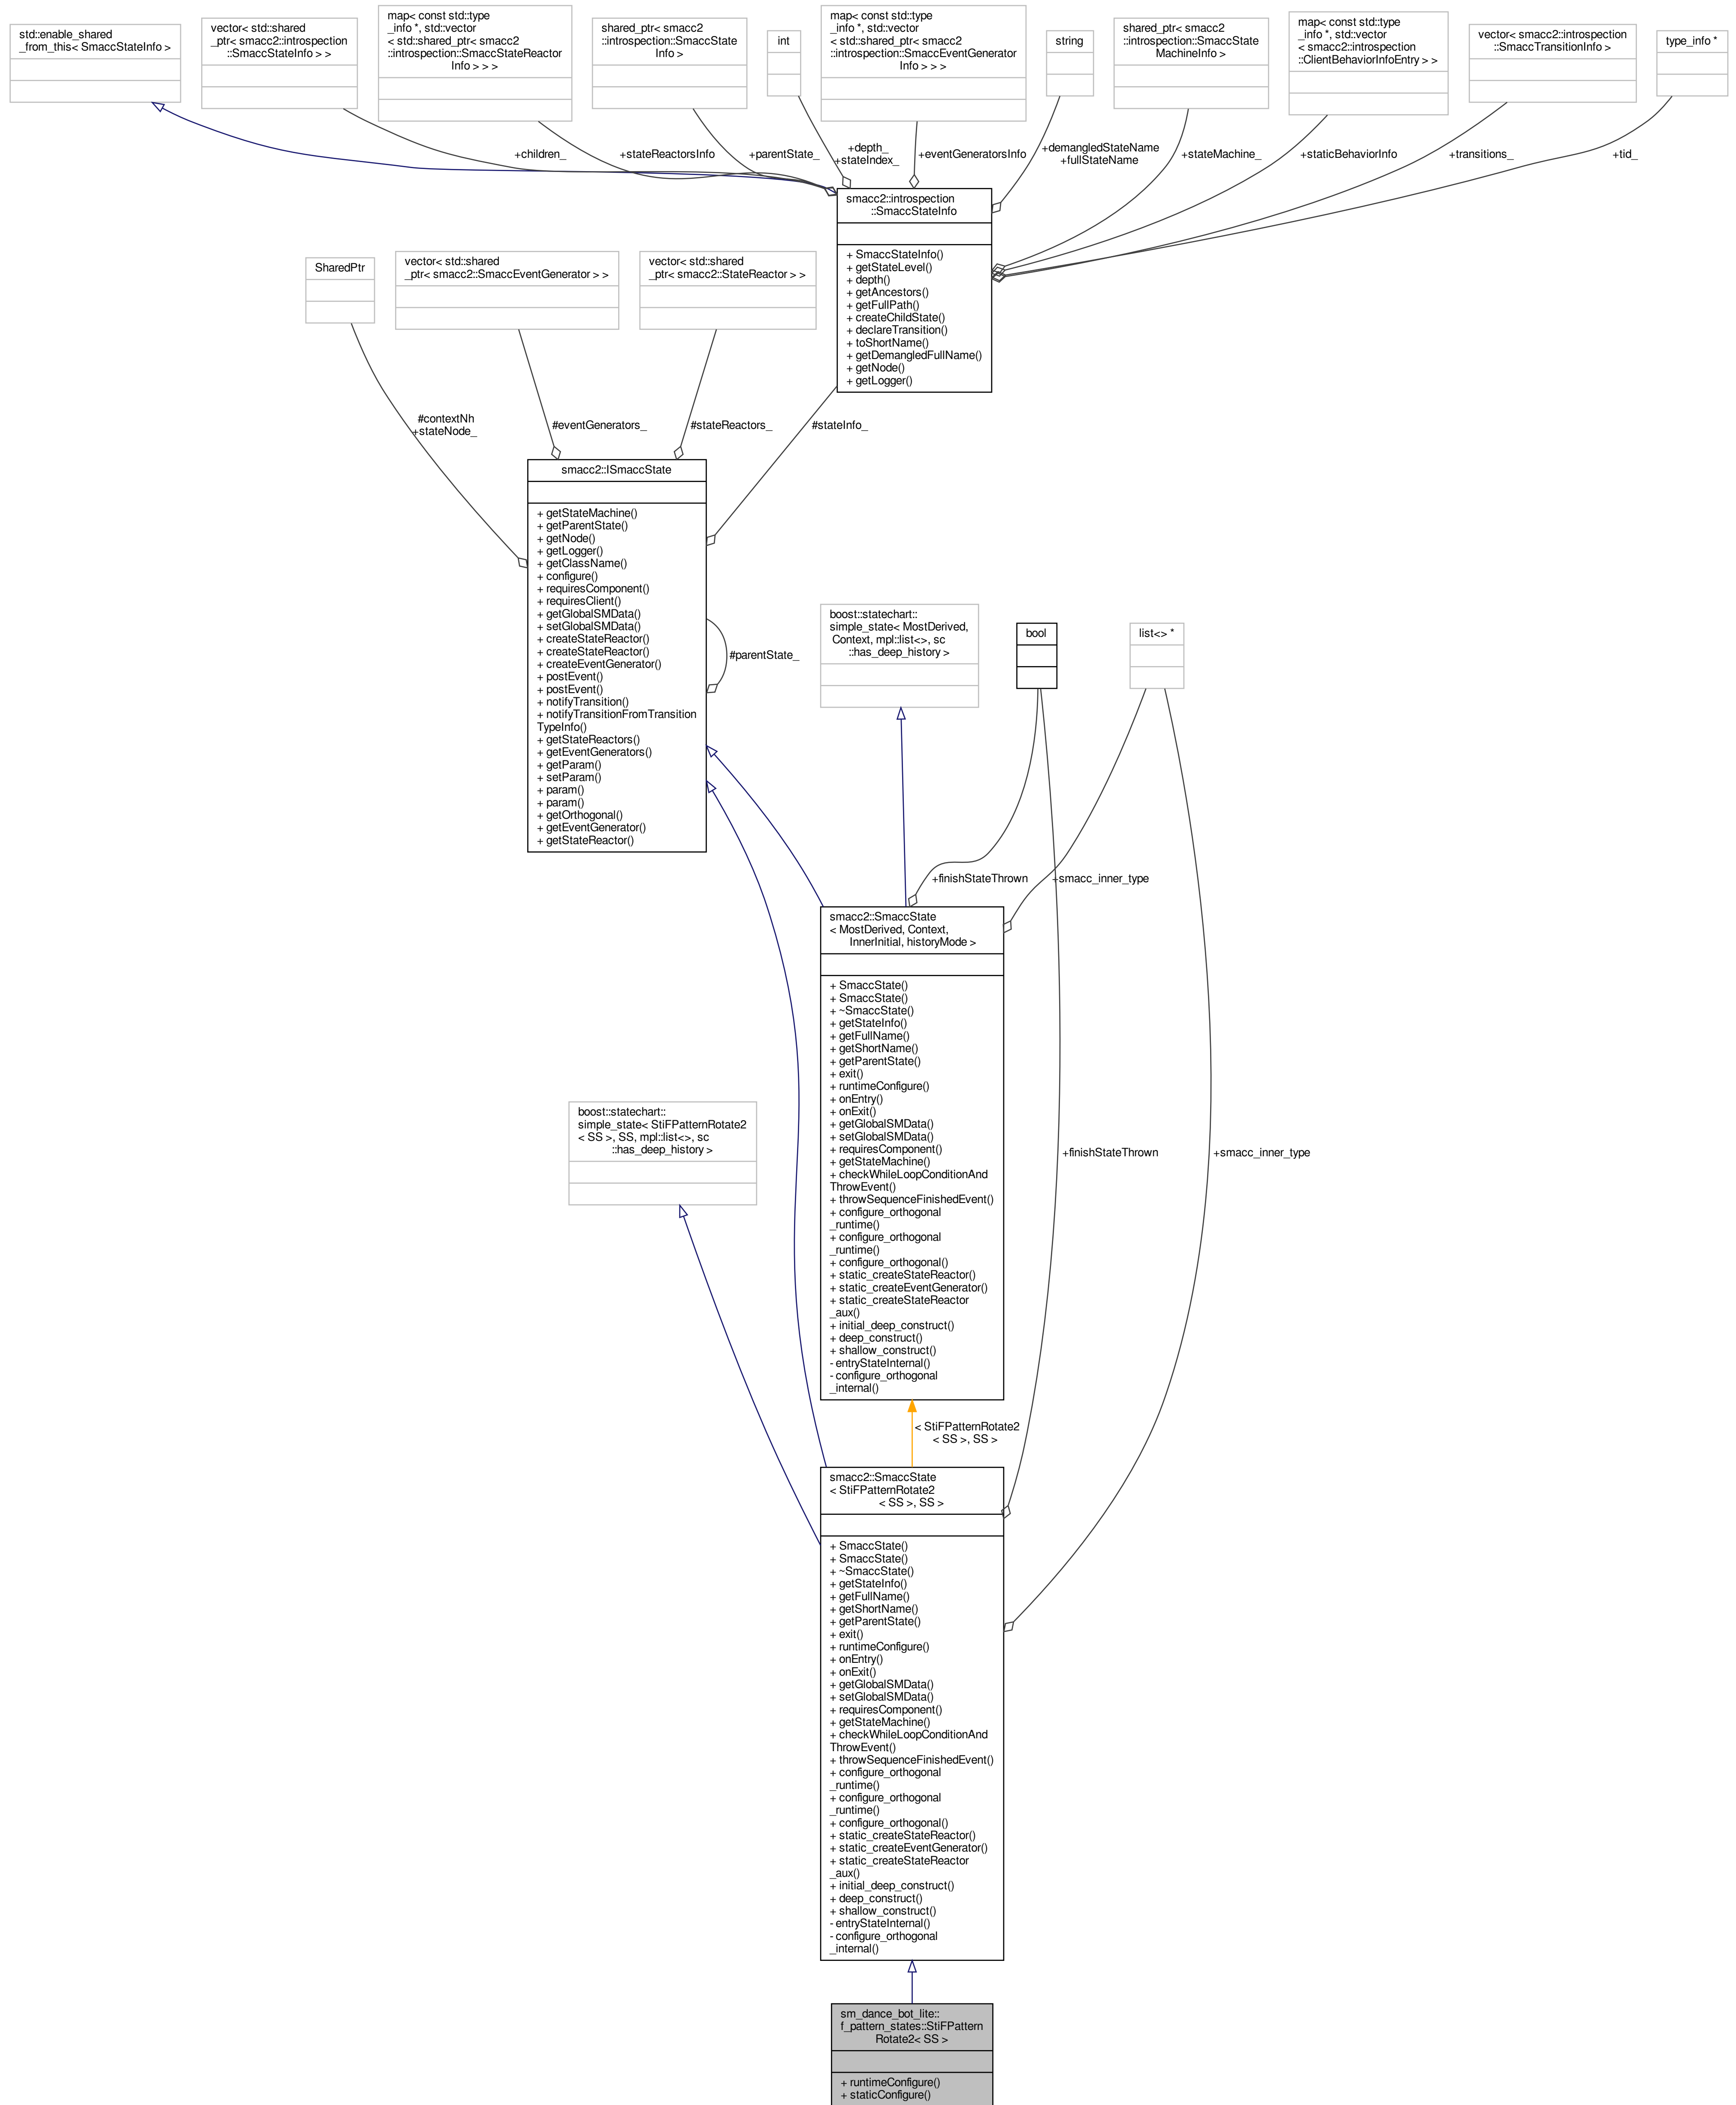 std::enable_shared
_from_this< SmaccStateInfo >
vector< std::shared
_ptr< smacc2::introspection
::SmaccStateInfo > >
map< const std::type
_info *, std::vector
< std::shared_ptr< smacc2
::introspection::SmaccStateReactor
Info > > >
shared_ptr< smacc2
::introspection::SmaccState
Info >
int
map< const std::type
_info *, std::vector
< std::shared_ptr< smacc2
::introspection::SmaccEventGenerator
Info > > >
string
shared_ptr< smacc2
::introspection::SmaccState
MachineInfo >
map< const std::type
_info *, std::vector
< smacc2::introspection
::ClientBehaviorInfoEntry > >
vector< smacc2::introspection
::SmaccTransitionInfo >
type_info *
+children_
+stateReactorsInfo
+parentState_
+depth_
+stateIndex_
+eventGeneratorsInfo
+demangledStateName
+fullStateName
+stateMachine_
+staticBehaviorInfo
+transitions_
+tid_
smacc2::introspection
::SmaccStateInfo
+ SmaccStateInfo()
+ getStateLevel()
+ depth()
+ getAncestors()
+ getFullPath()
+ createChildState()
+ declareTransition()
+ toShortName()
+ getDemangledFullName()
+ getNode()
+ getLogger()
SharedPtr
vector< std::shared
_ptr< smacc2::SmaccEventGenerator > >
vector< std::shared
_ptr< smacc2::StateReactor > >
#contextNh
+stateNode_
#eventGenerators_
#stateReactors_
#stateInfo_
smacc2::ISmaccState
+ getStateMachine()
+ getParentState()
+ getNode()
+ getLogger()
+ getClassName()
+ configure()
+ requiresComponent()
+ requiresClient()
+ getGlobalSMData()
+ setGlobalSMData()
+ createStateReactor()
+ createStateReactor()
+ createEventGenerator()
+ postEvent()
+ postEvent()
+ notifyTransition()
+ notifyTransitionFromTransition
TypeInfo()
+ getStateReactors()
+ getEventGenerators()
+ getParam()
+ setParam()
+ param()
+ param()
+ getOrthogonal()
+ getEventGenerator()
+ getStateReactor()
#parentState_
boost::statechart::
simple_state< MostDerived,
Context, mpl::list<>, sc
::has_deep_history >
bool
list<> *
+finishStateThrown
+smacc_inner_type
smacc2::SmaccState
< MostDerived, Context,
InnerInitial, historyMode >
+ SmaccState()
+ SmaccState()
+ ~SmaccState()
+ getStateInfo()
+ getFullName()
+ getShortName()
+ getParentState()
+ exit()
+ runtimeConfigure()
+ onEntry()
+ onExit()
+ getGlobalSMData()
+ setGlobalSMData()
+ requiresComponent()
+ getStateMachine()
+ checkWhileLoopConditionAnd
ThrowEvent()
+ throwSequenceFinishedEvent()
+ configure_orthogonal
_runtime()
+ configure_orthogonal
_runtime()
+ configure_orthogonal()
+ static_createStateReactor()
+ static_createEventGenerator()
+ static_createStateReactor
_aux()
+ initial_deep_construct()
+ deep_construct()
+ shallow_construct()
- entryStateInternal()
- configure_orthogonal
_internal()
boost::statechart::
simple_state< StiFPatternRotate2
< SS >, SS, mpl::list<>, sc
::has_deep_history >
+finishStateThrown
+smacc_inner_type
< StiFPatternRotate2
< SS >, SS >
smacc2::SmaccState
< StiFPatternRotate2
< SS >, SS >
+ SmaccState()
+ SmaccState()
+ ~SmaccState()
+ getStateInfo()
+ getFullName()
+ getShortName()
+ getParentState()
+ exit()
+ runtimeConfigure()
+ onEntry()
+ onExit()
+ getGlobalSMData()
+ setGlobalSMData()
+ requiresComponent()
+ getStateMachine()
+ checkWhileLoopConditionAnd
ThrowEvent()
+ throwSequenceFinishedEvent()
+ configure_orthogonal
_runtime()
+ configure_orthogonal
_runtime()
+ configure_orthogonal()
+ static_createStateReactor()
+ static_createEventGenerator()
+ static_createStateReactor
_aux()
+ initial_deep_construct()
+ deep_construct()
+ shallow_construct()
- entryStateInternal()
- configure_orthogonal
_internal()
sm_dance_bot_lite::
f_pattern_states::StiFPattern
Rotate2< SS >
+ runtimeConfigure()
+ staticConfigure()